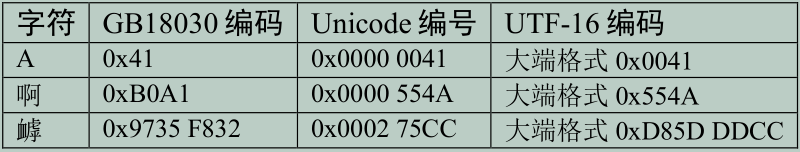 字符 GB18030 编码 Unicode 编号 UTF-16 编码
A 0x41 0x0000 0041 大端格式 0x0041
啊 0xB0A1 0x0000 554A 大端格式 0x554A
𧗌 0x9735 F832 0x0002 75CC 大端格式 0xD85D DDCC